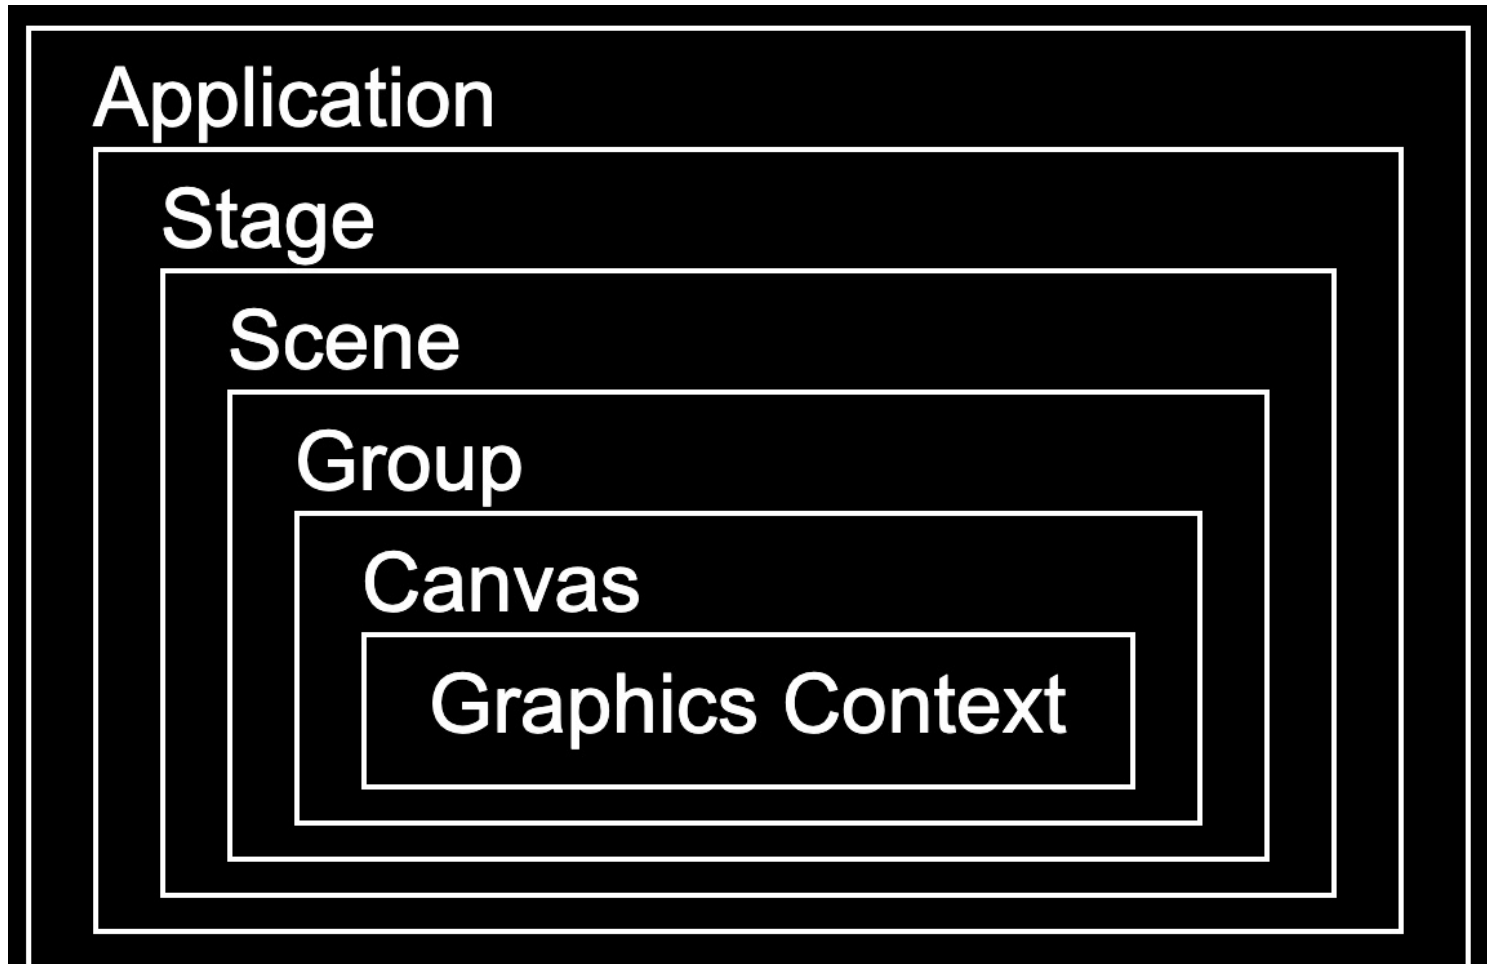 Application
Stage
Scene
Group
Canvas
Graphics Context